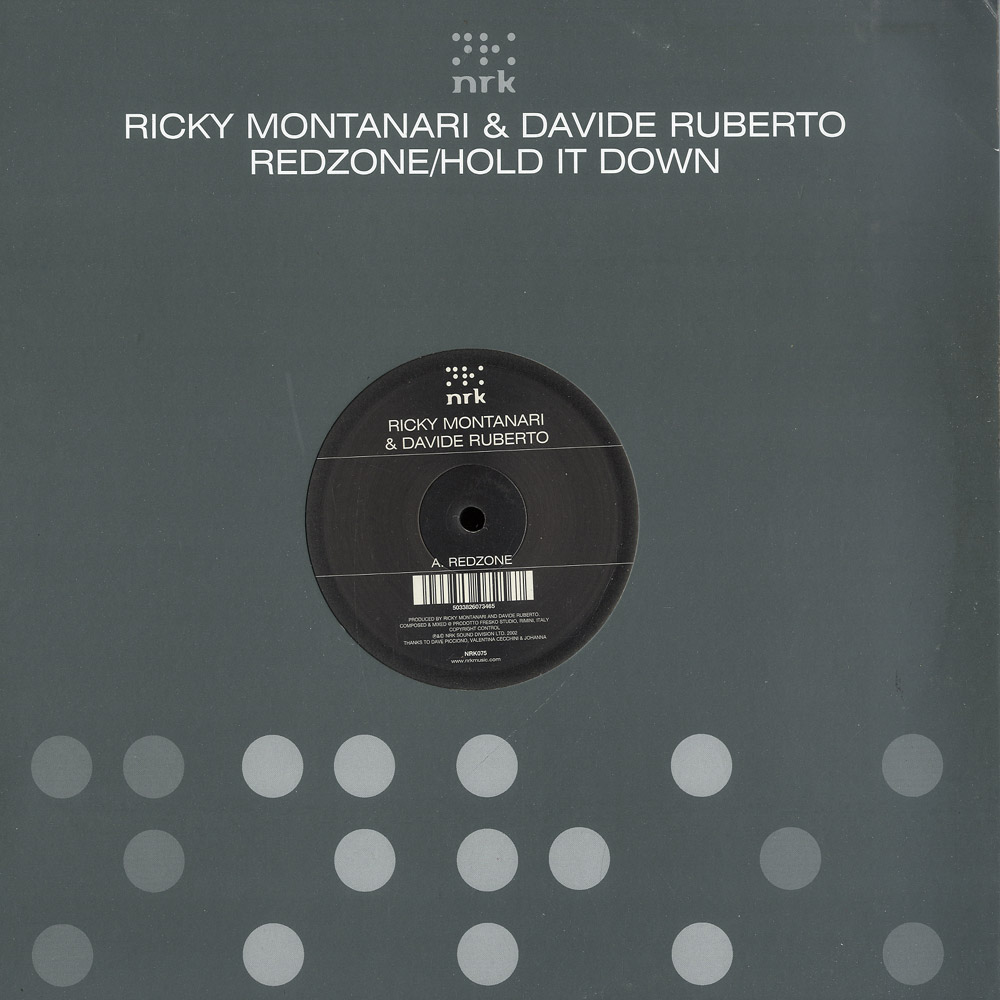 nrk
RICKY MONTANARI & DAVIDE RUBERTO
REDZONE/HOLD IT DOWN
nrk
RICKY MONTANARI
& DAVIDE RUBERTO
A. REDZONE
5033826073465
PRODUCED BY RICKY MONTANARI AND DAVIDE RUBERTO.
COMPOSED & MIXED @ PRODOTTO FRESKO STUDIO, RIMINI, ITALY
COPYRIGHT CONTROL
℗&© NRK SOUND DIVISION LTD. 2002
THANKS TO DAVE PICCIONO, VALENTINA CECCHINI & JOHANNA
NRK075
www.nrkmusic.com